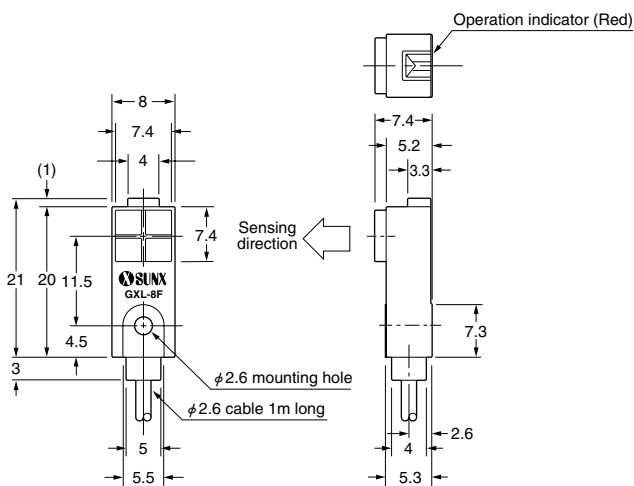 Operation indicator (Red)
8
7.4
4
(1)
7.4
5.2
3.3
7.4
Sensing
direction
21
20
11.5
SUNX
GXL-8F
4.5
3
7.3
φ2.6 mounting hole
φ2.6 cable 1m long
5
5.5
2.6
4
5.3